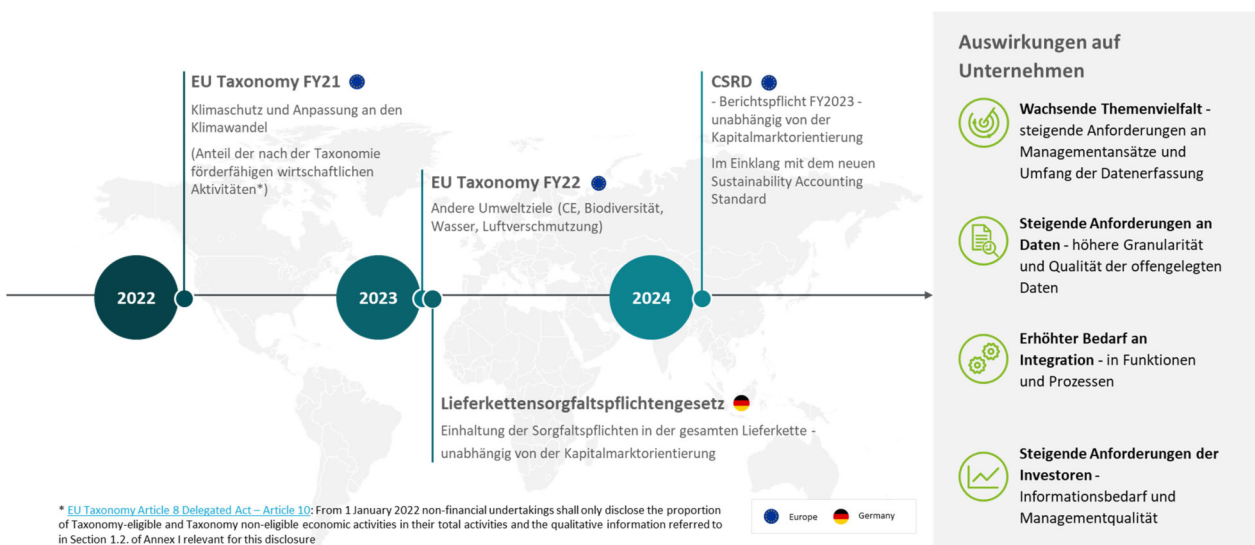 EU Taxonomy FY21
Klimaschutz und Anpassung an den
Klimawandel
(Anteil der nach der Taxonomie
förderfähigen wirtschaftlichen
Aktivitäten*)
EU Taxonomy FY22
Andere Umweltziele (CE, Biodiversität,
Wasser, Luftverschmutzung)
CSRD
- Berichtspflicht FY2023 -
unabhängig von der
Kapitalmarktorientierung
Im Einklang mit dem neuen
Sustainability Accounting
Standard
2022
2023
2024
Lieferkettensorgfaltspflichtengesetz
Einhaltung der Sorgfaltspflichten in der gesamten Lieferkette -
unabhängig von der Kapitalmarktorientierung
* EU Taxonomy Article 8 Delegated Act – Article 10: From 1 January 2022 non-financial undertakings shall only disclose the proportion
of Taxonomy-eligible and Taxonomy non-eligible economic activities in their total activities and the qualitative information referred to
in Section 1.2. of Annex I relevant for this disclosure
Europe
Germany
Auswirkungen auf
Unternehmen
Wachsende Themenvielfalt -
steigende Anforderungen an
Managementansätze und
Umfang der Datenerfassung
Steigende Anforderungen an
Daten - höhere Granularität
und Qualität der offengelegten
Daten
Erhöhter Bedarf an
Integration - in Funktionen
und Prozessen
Steigende Anforderungen der
Investoren -
Informationsbedarf und
Managementqualität